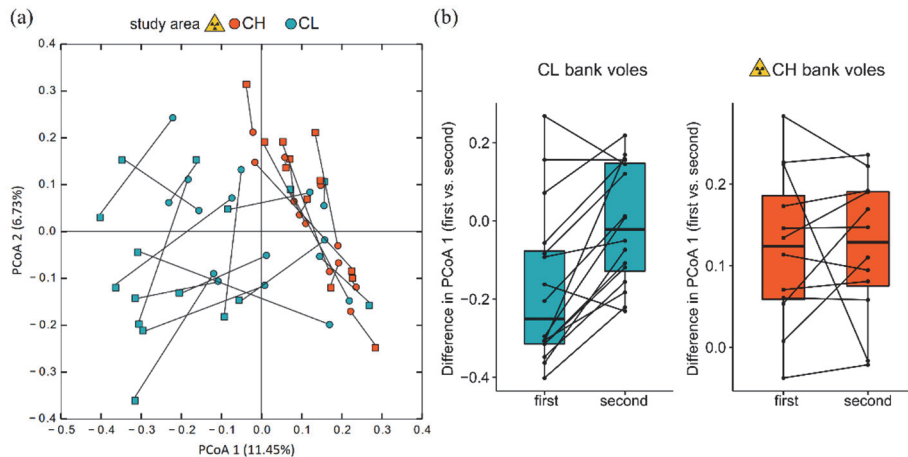 (a)
study area CH CL
PCoA 2 (6.73%)
0.4
0.3
0.2
0.1
0.0
−0.1
−0.2
−0.3
−0.4
−0.5 −0.4 −0.3 −0.2 −0.1 0.0 0.1 0.2 0.3 0.4
PCoA 1 (11.45%)
(b)
CL bank voles
Difference in PCoA 1 (first vs. second)
0.2
0.0
−0.2
−0.4
first second
CH bank voles
Difference in PCoA 1 (first vs. second)
0.2
0.1
0.0
first second